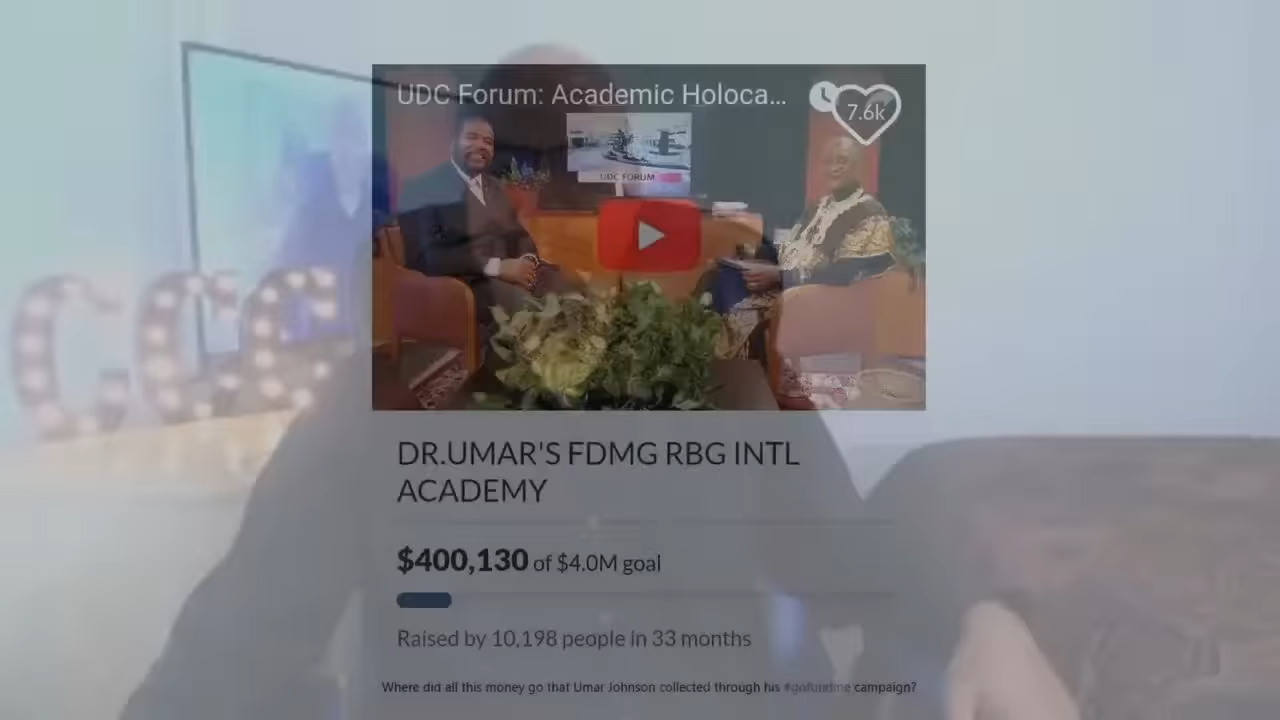 UDC Forum: Academic Holoca...
7.6k
UDC FORUM
CCS
DR.UMAR'S FDMG RBG INTL
ACADEMY
$400,130 of $4.0M goal
Raised by 10,198 people in 33 months
Where did all this money go that Umar Johnson collected through his #gofundme campaign?